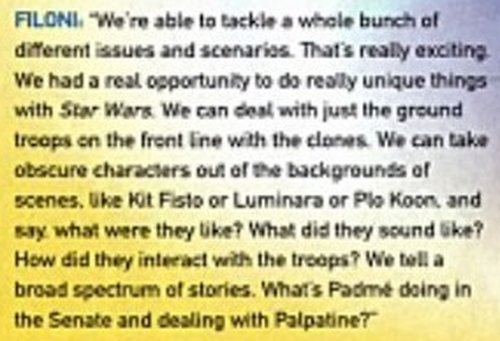 FILONI: "We're able to tackle a whole bunch of
different issues and scenarios. That's really exciting.
We had a real opportunity to do really unique things
with Star Wars. We can deal with just the ground
troops on the front line with the clones. We can take
obscure characters out of the backgrounds of
scenes, like Kit Fisto or Luminara or Plo Koon, and
say, what were they like? What did they sound like?
How did they interact with the troops? We tell a
broad spectrum of stories. What's Padmé doing in
the Senate and dealing with Palpatine?"